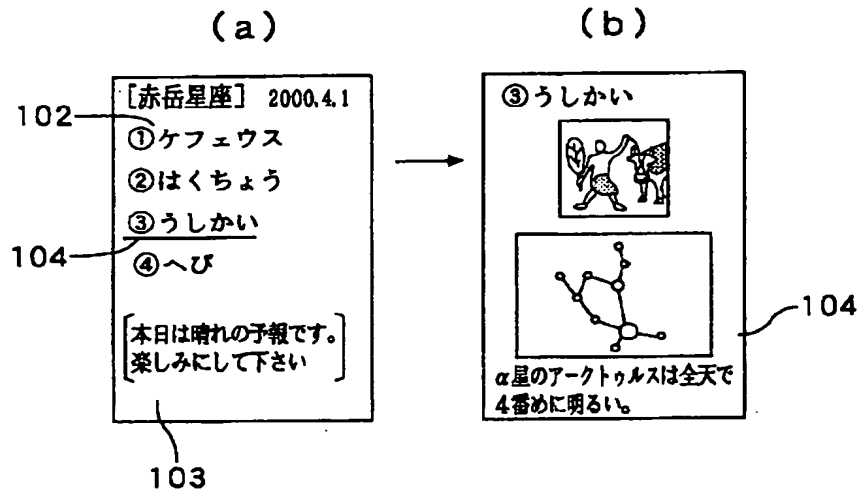 (a)
[赤岳星座] 2000.4.1
102
①ケフェウス
②はくちょう
③うしかい
104
④へび
本日は晴れの予報です。
楽しみにして下さい
103
(b)
③うしかい
104
α星のアークトゥルスは全天で
4番めに明るい。